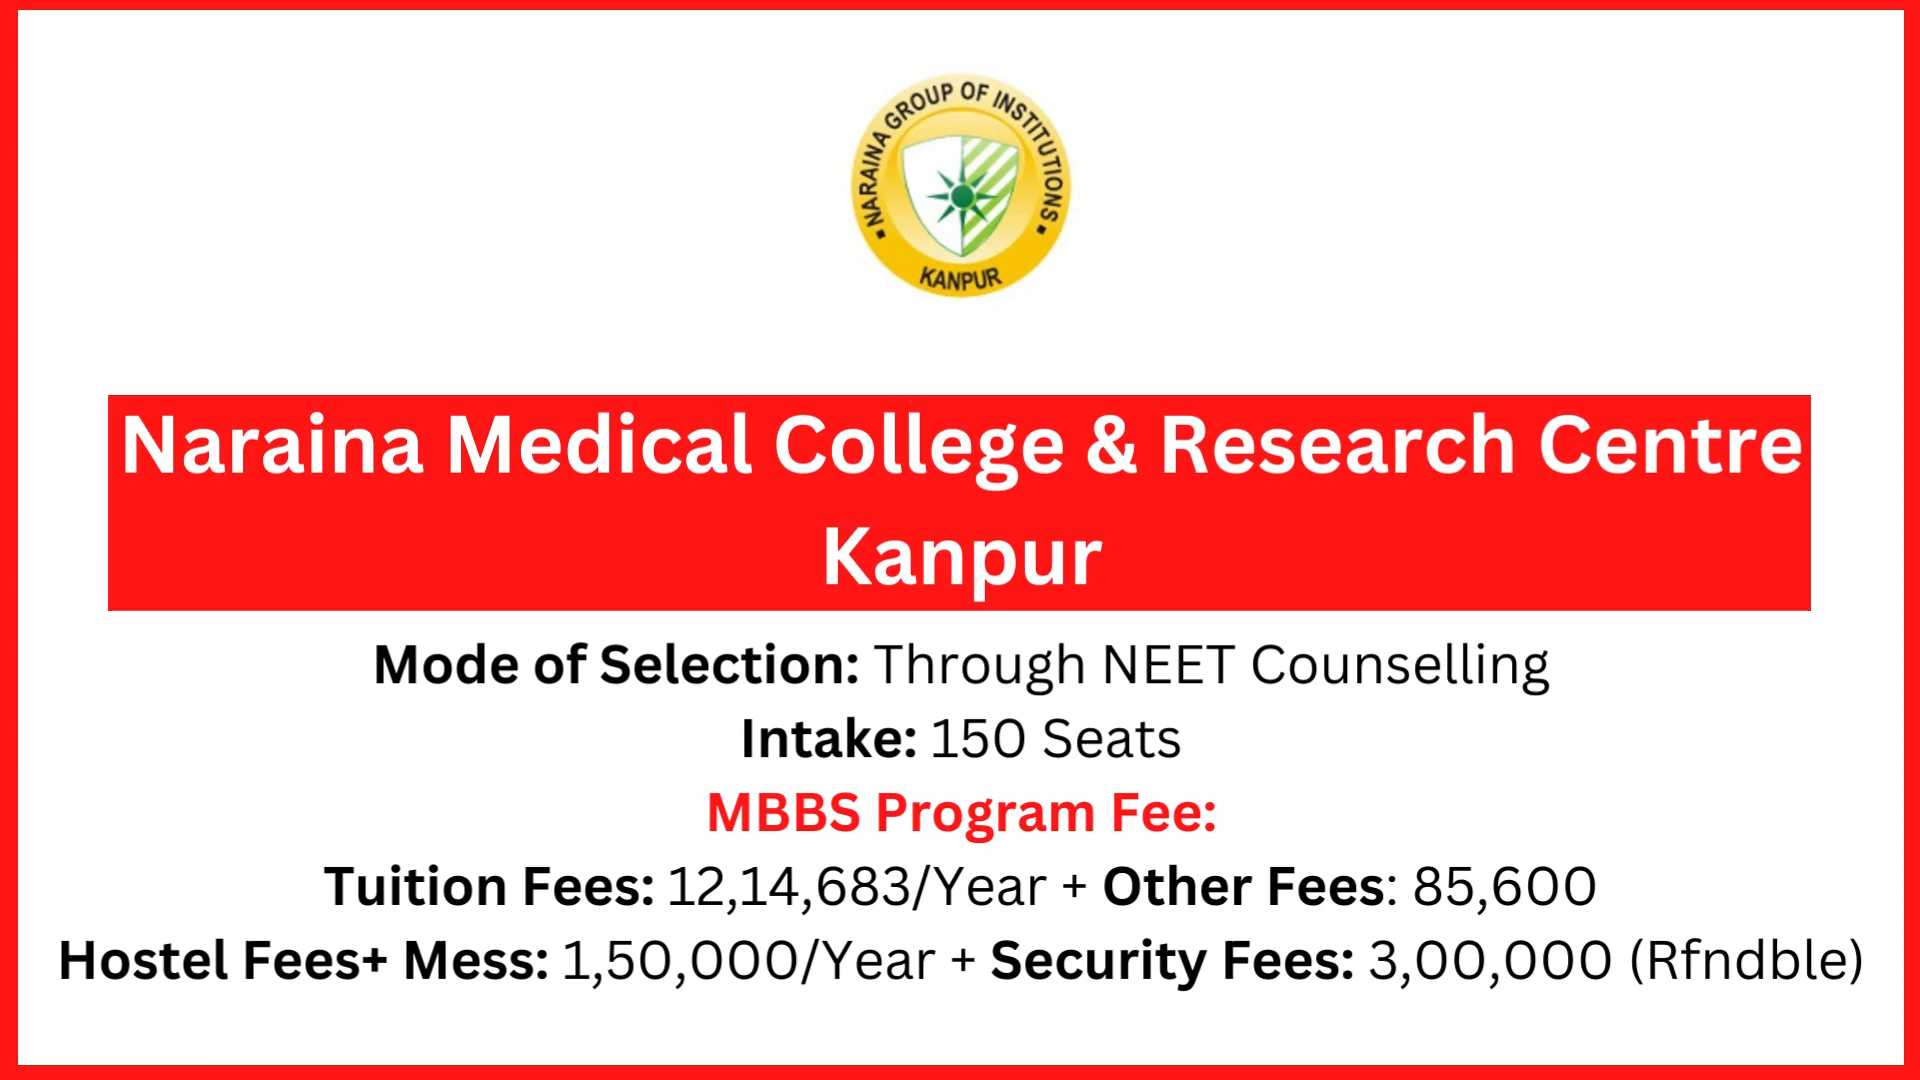 NARAINA GROUP OF INSTITUTIONS
KANPUR
Naraina Medical College & Research Centre
Kanpur
Mode of Selection: Through NEET Counselling
Intake: 150 Seats
MBBS Program Fee:
Tuition Fees: 12,14,683/Year + Other Fees: 85,600
Hostel Fees+ Mess: 1,50,000/Year + Security Fees: 3,00,000 (Rfndble)